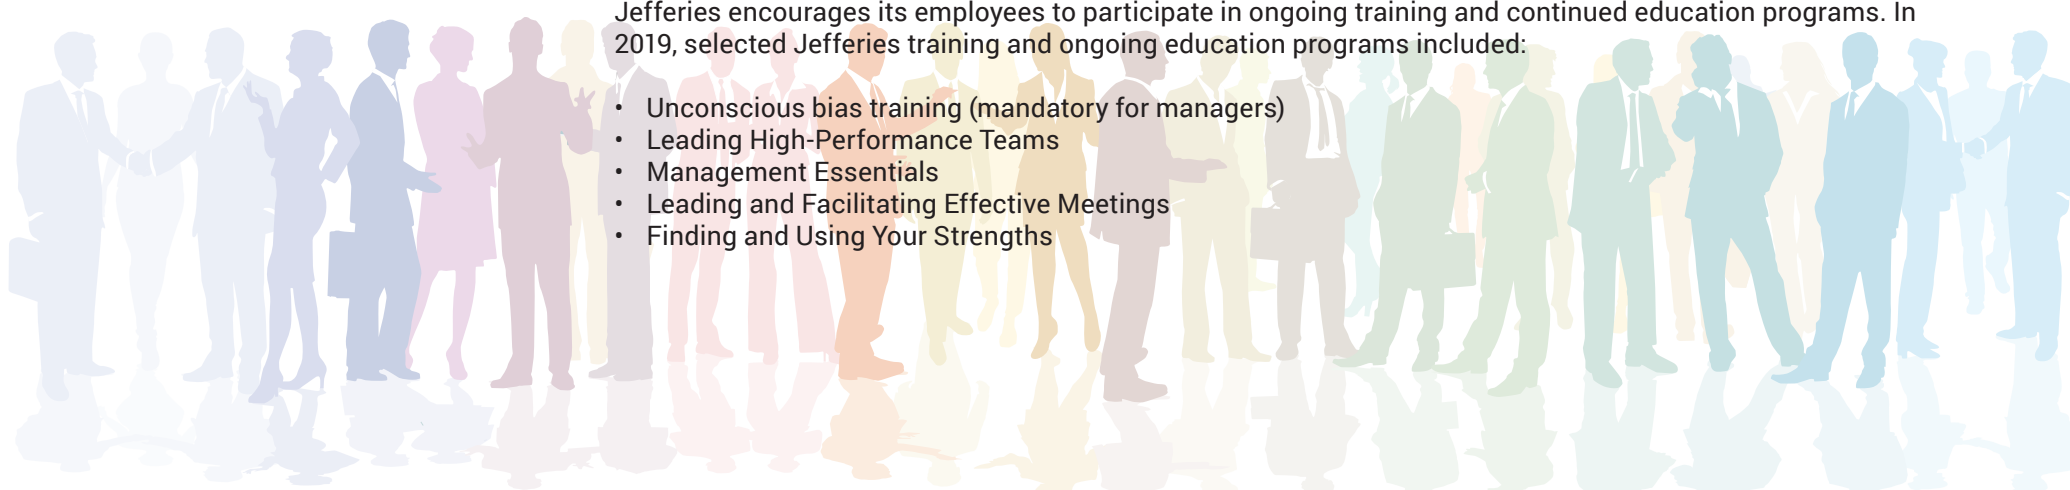 Jefferies encourages its employees to participate in ongoing training and continued education programs. In
2019, selected Jefferies training and ongoing education programs included:
• Unconscious bias training (mandatory for managers)
• Leading High-Performance Teams
• Management Essentials
• Leading and Facilitating Effective Meetings
• Finding and Using Your Strengths